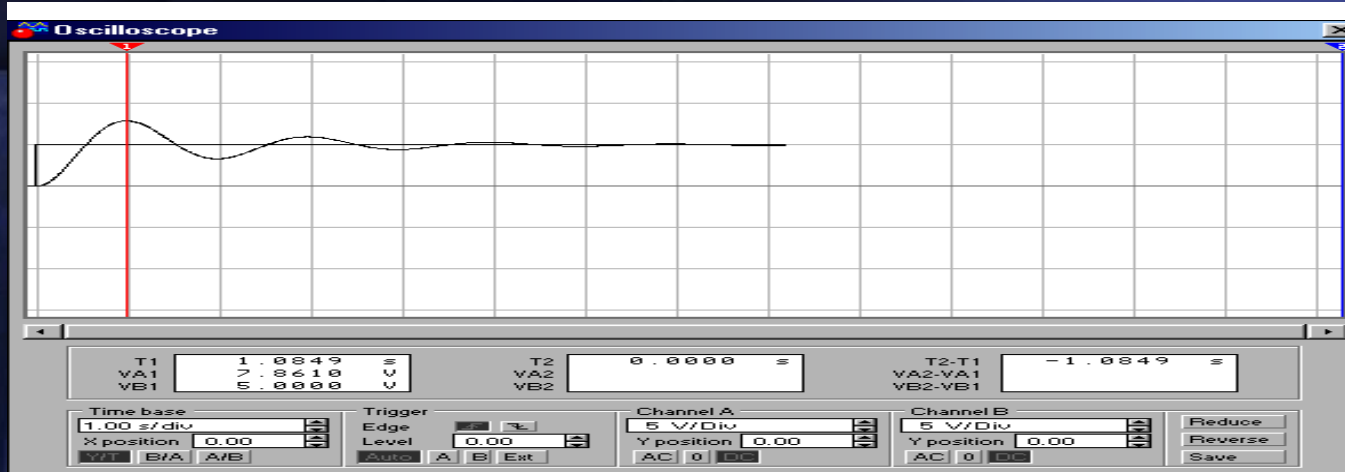 Oscilloscope
1
T1 1.0849 s
VA1 7.8610 V
VB1 5.0000 V
T2 0.0000 s
VA2
VB2
T2-T1 -1.0849 s
VA2-VA1
VB2-VB1
Time base
1.00 s/div
X position 0.00
Y/T B/A A/B
Trigger
Edge
Level 0.00
Auto A B Ext
Channel A
5 V/Div
Y position 0.00
AC 0 DC
Channel B
5 V/Div
Y position 0.00
AC 0 DC
Reduce
Reverse
Save